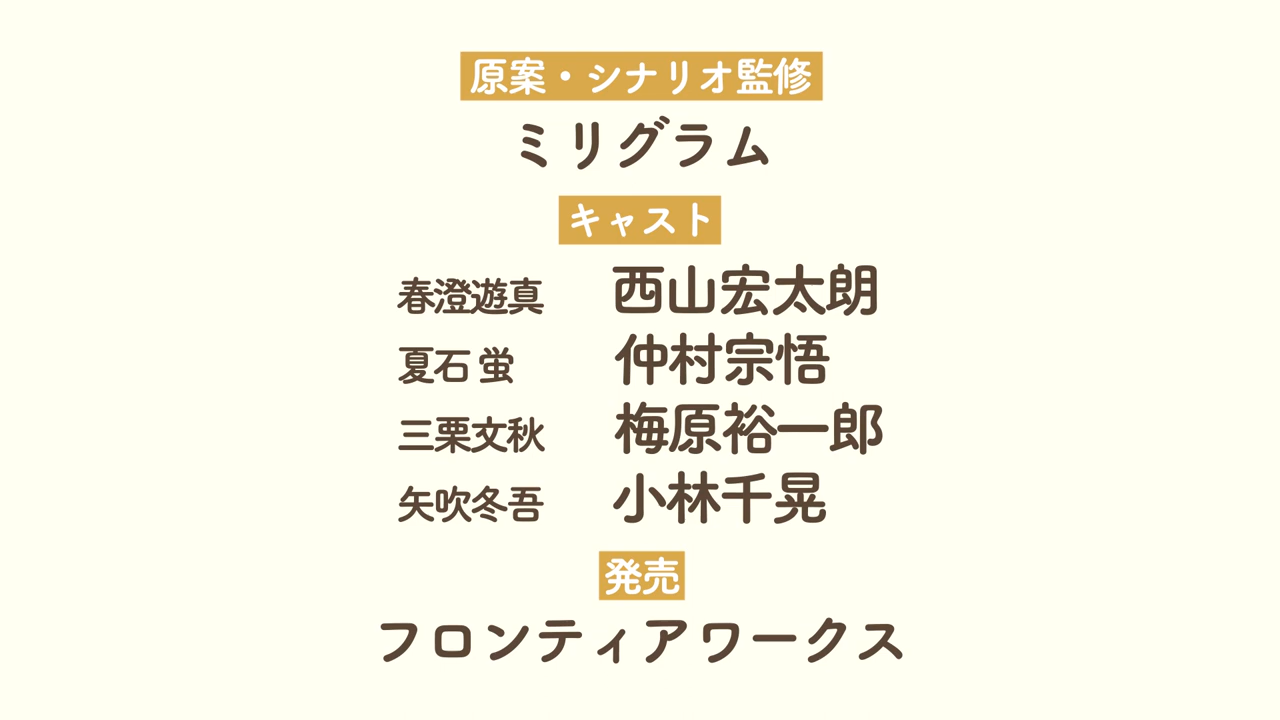 原案・シナリオ監修
ミリグラム
キャスト
春澄遊真 西山宏太朗
夏石 蛍 仲村宗悟
三栗文秋 梅原裕一郎
矢吹冬吾 小林千晃
発売
フロンティアワークス